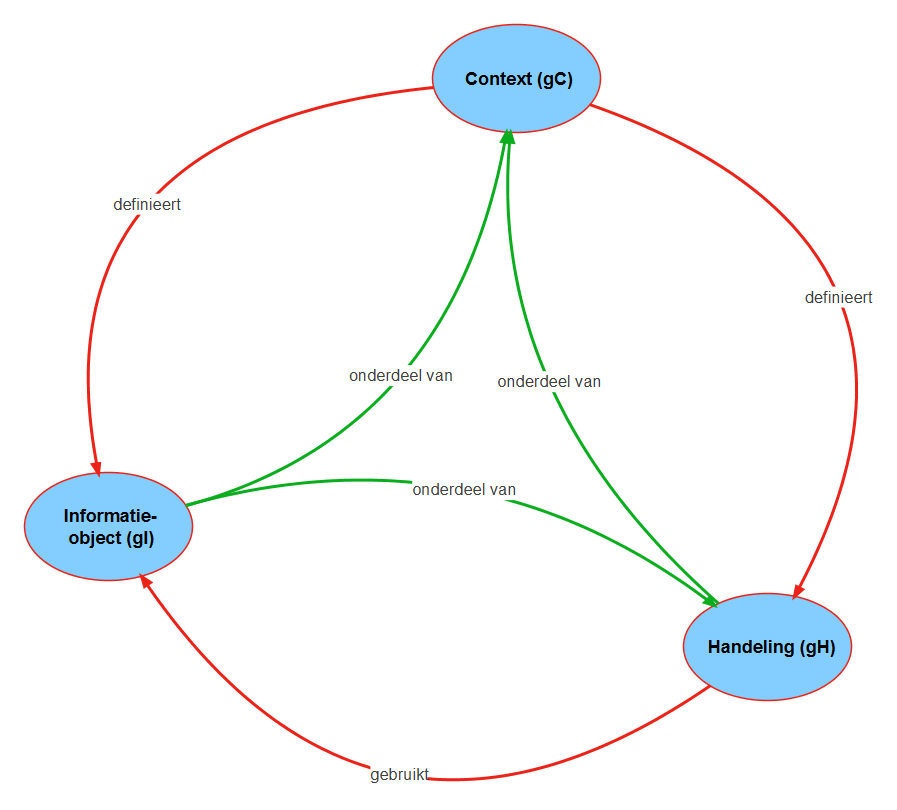 Context (gC)
definieert
definieert
onderdeel van
onderdeel van
onderdeel van
Informatie-
object (gI)
Handeling (gH)
gebruikt